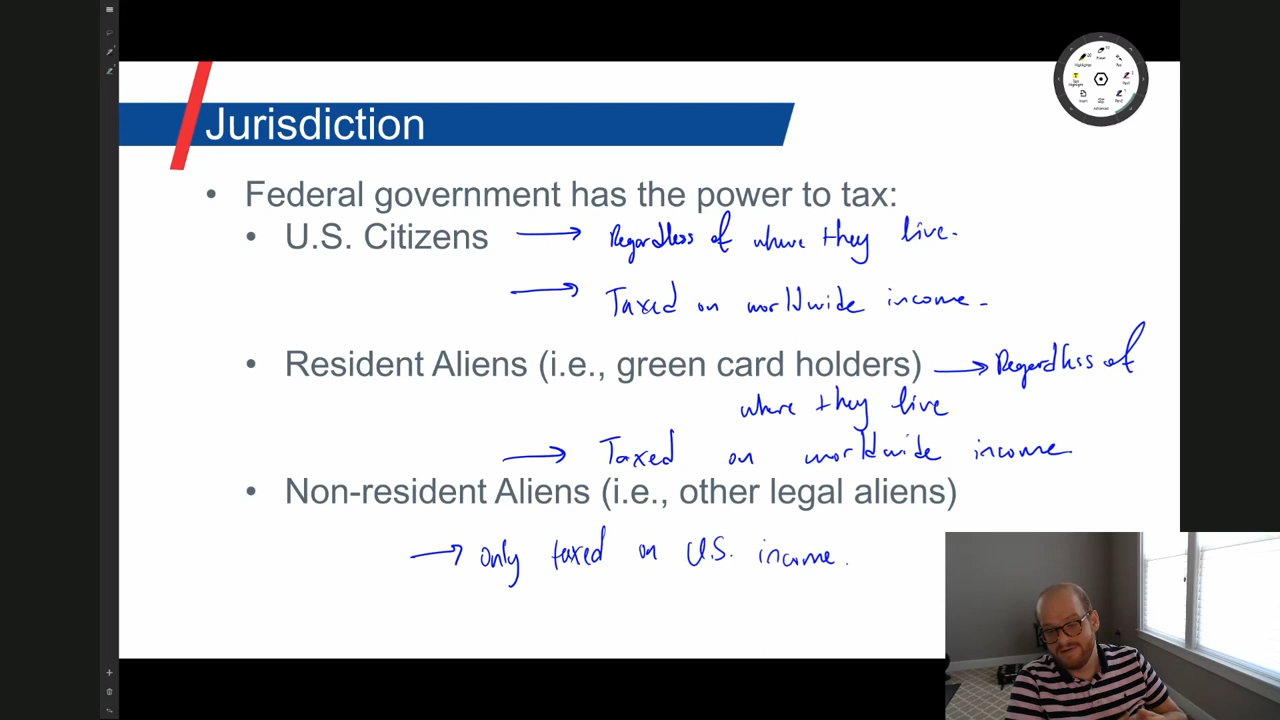 Jurisdiction
• Federal government has the power to tax:
• U.S. Citizens → Regardless of where they live.
→ Taxed on worldwide income.
• Resident Aliens (i.e., green card holders) → Regardless of
where they live
→ Taxed on worldwide income
• Non-resident Aliens (i.e., other legal aliens)
→ only taxed on U.S. income.